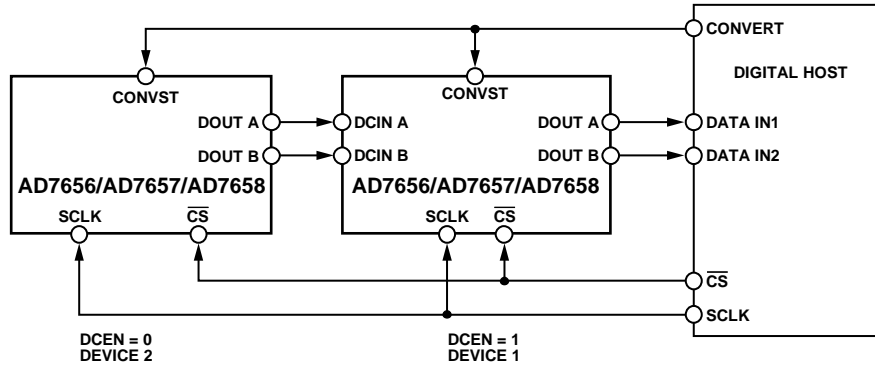 CONVERT
DIGITAL HOST
CONVST
CONVST
DOUT A
DCIN A
DOUT A
DATA IN1
DOUT B
DCIN B
DOUT B
DATA IN2
AD7656/AD7657/AD7658
AD7656/AD7657/AD7658
SCLK
CS
SCLK
CS
CS
SCLK
DCEN = 0
DEVICE 2
DCEN = 1
DEVICE 1